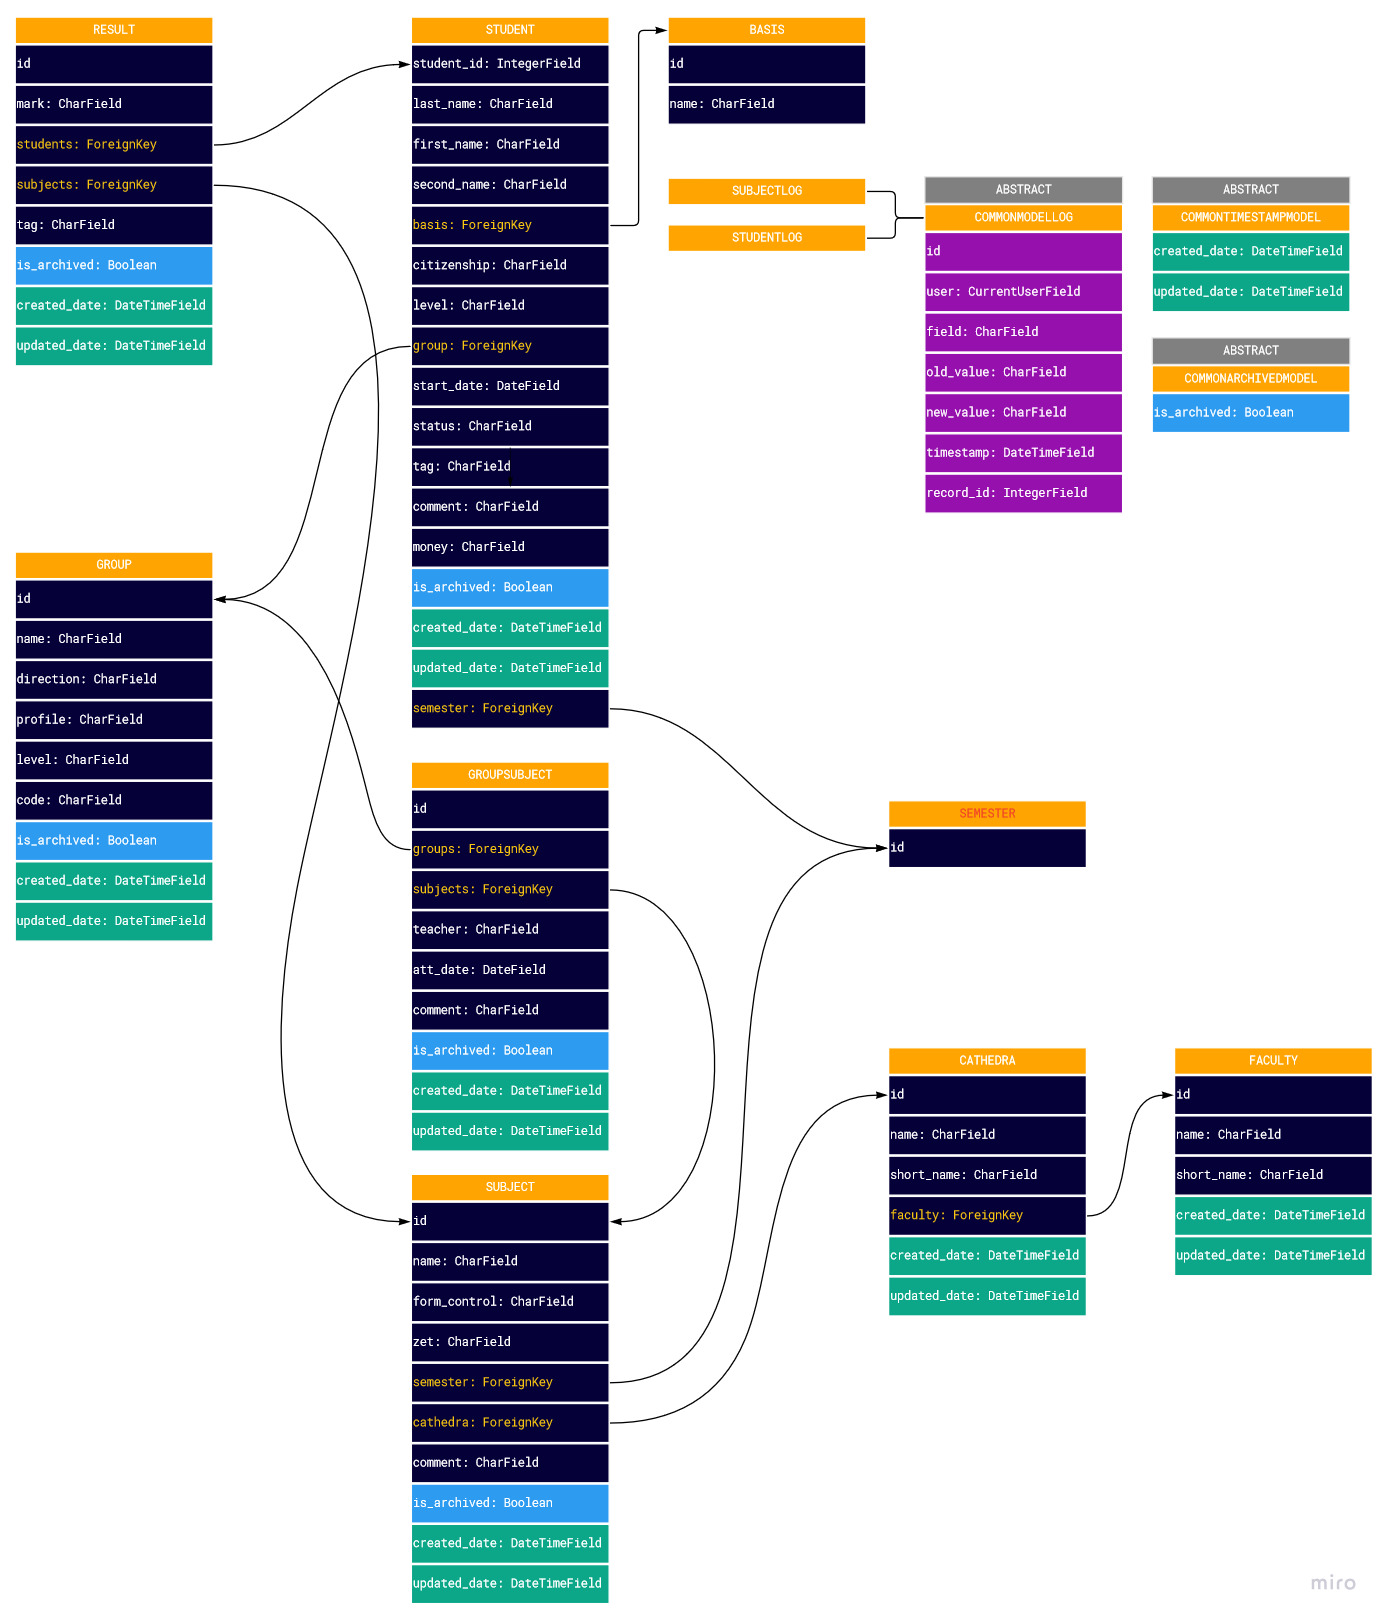 RESULT
id
mark: CharField
students: ForeignKey
subjects: ForeignKey
tag: CharField
is_archived: Boolean
created_date: DateTimeField
updated_date: DateTimeField
GROUP
id
name: CharField
direction: CharField
profile: CharField
level: CharField
code: CharField
is_archived: Boolean
created_date: DateTimeField
updated_date: DateTimeField
STUDENT
student_id: IntegerField
last_name: CharField
first_name: CharField
second_name: CharField
basis: ForeignKey
citizenship: CharField
level: CharField
group: ForeignKey
start_date: DateField
status: CharField
tag: CharField
comment: CharField
money: CharField
is_archived: Boolean
created_date: DateTimeField
updated_date: DateTimeField
semester: ForeignKey
GROUPSUBJECT
id
groups: ForeignKey
subjects: ForeignKey
teacher: CharField
att_date: DateField
comment: CharField
is_archived: Boolean
created_date: DateTimeField
updated_date: DateTimeField
SUBJECT
id
name: CharField
form_control: CharField
zet: CharField
semester: ForeignKey
cathedra: ForeignKey
comment: CharField
is_archived: Boolean
created_date: DateTimeField
updated_date: DateTimeField
BASIS
id
name: CharField
SUBJECTLOG
STUDENTLOG
ABSTRACT
COMMONMODELLOG
id
user: CurrentUserField
field: CharField
old_value: CharField
new_value: CharField
timestamp: DateTimeField
record_id: IntegerField
ABSTRACT
COMMONTIMESTAMPMODEL
created_date: DateTimeField
updated_date: DateTimeField
ABSTRACT
COMMONARCHIVEDMODEL
is_archived: Boolean
SEMESTER
id
CATHEDRA
id
name: CharField
short_name: CharField
faculty: ForeignKey
created_date: DateTimeField
updated_date: DateTimeField
FACULTY
id
name: CharField
short_name: CharField
created_date: DateTimeField
updated_date: DateTimeField
miro